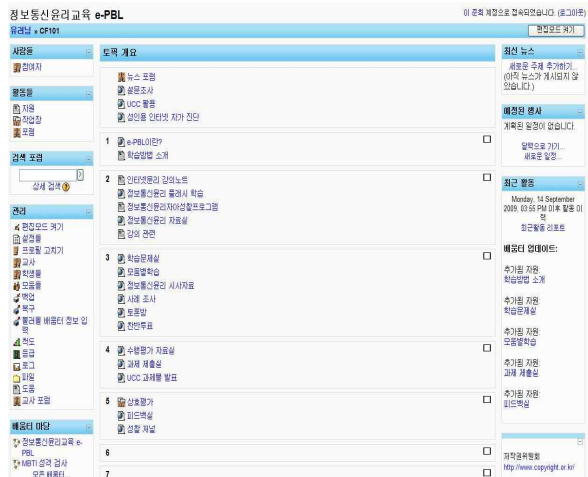 정보통신윤리교육 e-PBL
이 준희 계정으로 접속되었습니다. (로그아웃)
유러닝 » CF101
편집모드 켜기
사람들
참여자
활동들
자원
작업장
포럼
검색 포럼
상세 검색
관리
편집모드 켜기
설정들
프로필 고치기
교사
학생들
모둠들
백업
복구
배움터 정보 입
력
척도
등급
로그
파일
도움
교사 포럼
배움터 마당
정보통신윤리교육 e-
PBL
MBTI 성격 검사
모든 배움터...
토픽 개요
뉴스 포럼
설문조사
UCC 활용
성인용 인터넷 자가 진단
1 e-PBL이란?
학습방법 소개
2 인터넷윤리 강의노트
정보통신윤리 플래시 학습
정보통신윤리자아성찰프로그램
정보통신윤리 자료실
강의 관련
3 학습문제실
모둠별학습
정보통신윤리 시사자료
사례 조사
토론방
찬반투표
4 수행평가 자료실
과제 제출실
UCC 과제물 발표
5 상호평가
피드백실
성찰 저널
6
7
최신 뉴스
새로운 주제 추가하기...
(아직 뉴스가 게시되지 않
았습니다.)
예정된 행사
계획된 일정이 없습니다.
달력으로 가기...
새로운 일정...
최근 활동
Monday, 14 September
2009, 03:55 PM 이후 활동 이
력
최근활동 리포트
배움터 업데이트:
추가됨 자원:
학습방법 소개
추가됨 자원:
학습문제실
추가됨 자원:
모둠별학습
추가됨 자원:
과제 제출실
추가됨 자원:
피드백실
저작권위원회
http://www.copyright.or.kr/